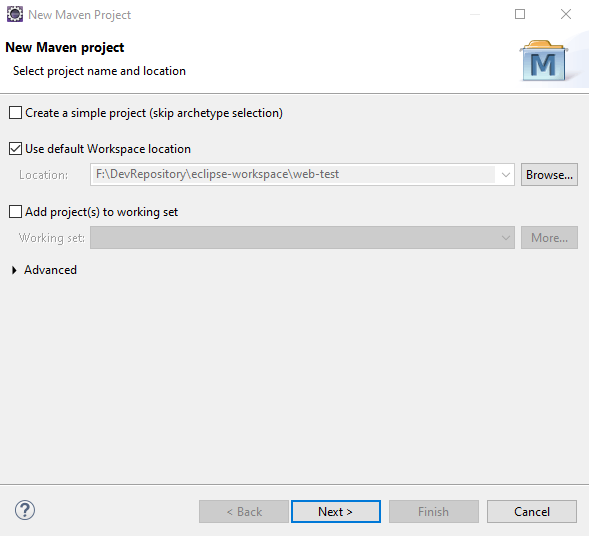 New Maven Project
New Maven project
Select project name and location
M
Create a simple project (skip archetype selection)
Use default Workspace location
Location: F:\DevRepository\eclipse-workspace\web-test Browse...
Add project(s) to working set
Working set: More...
Advanced
? < Back Next > Finish Cancel